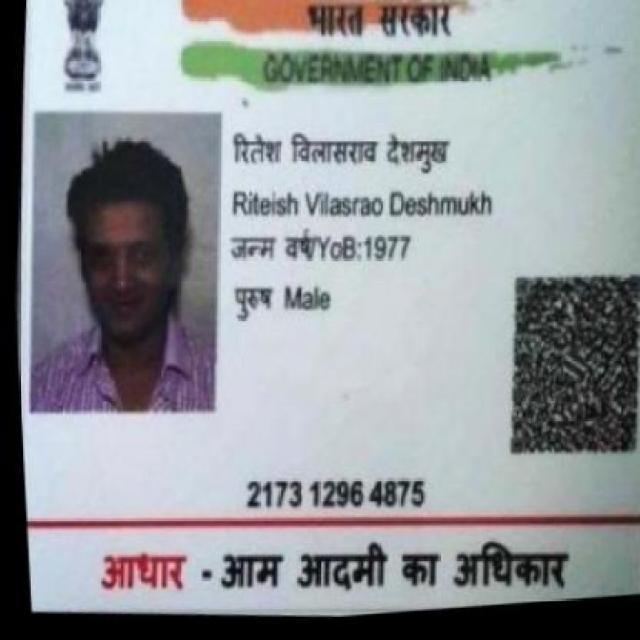 भारत सरकार
GOVERNMENT OF INDIA
रितेश विलासराव देशमुख
Riteish Vilasrao Deshmukh
जन्म वर्ष/YoB:1977
पुरुष Male
2173 1296 4875
आधार - आम आदमी का अधिकार